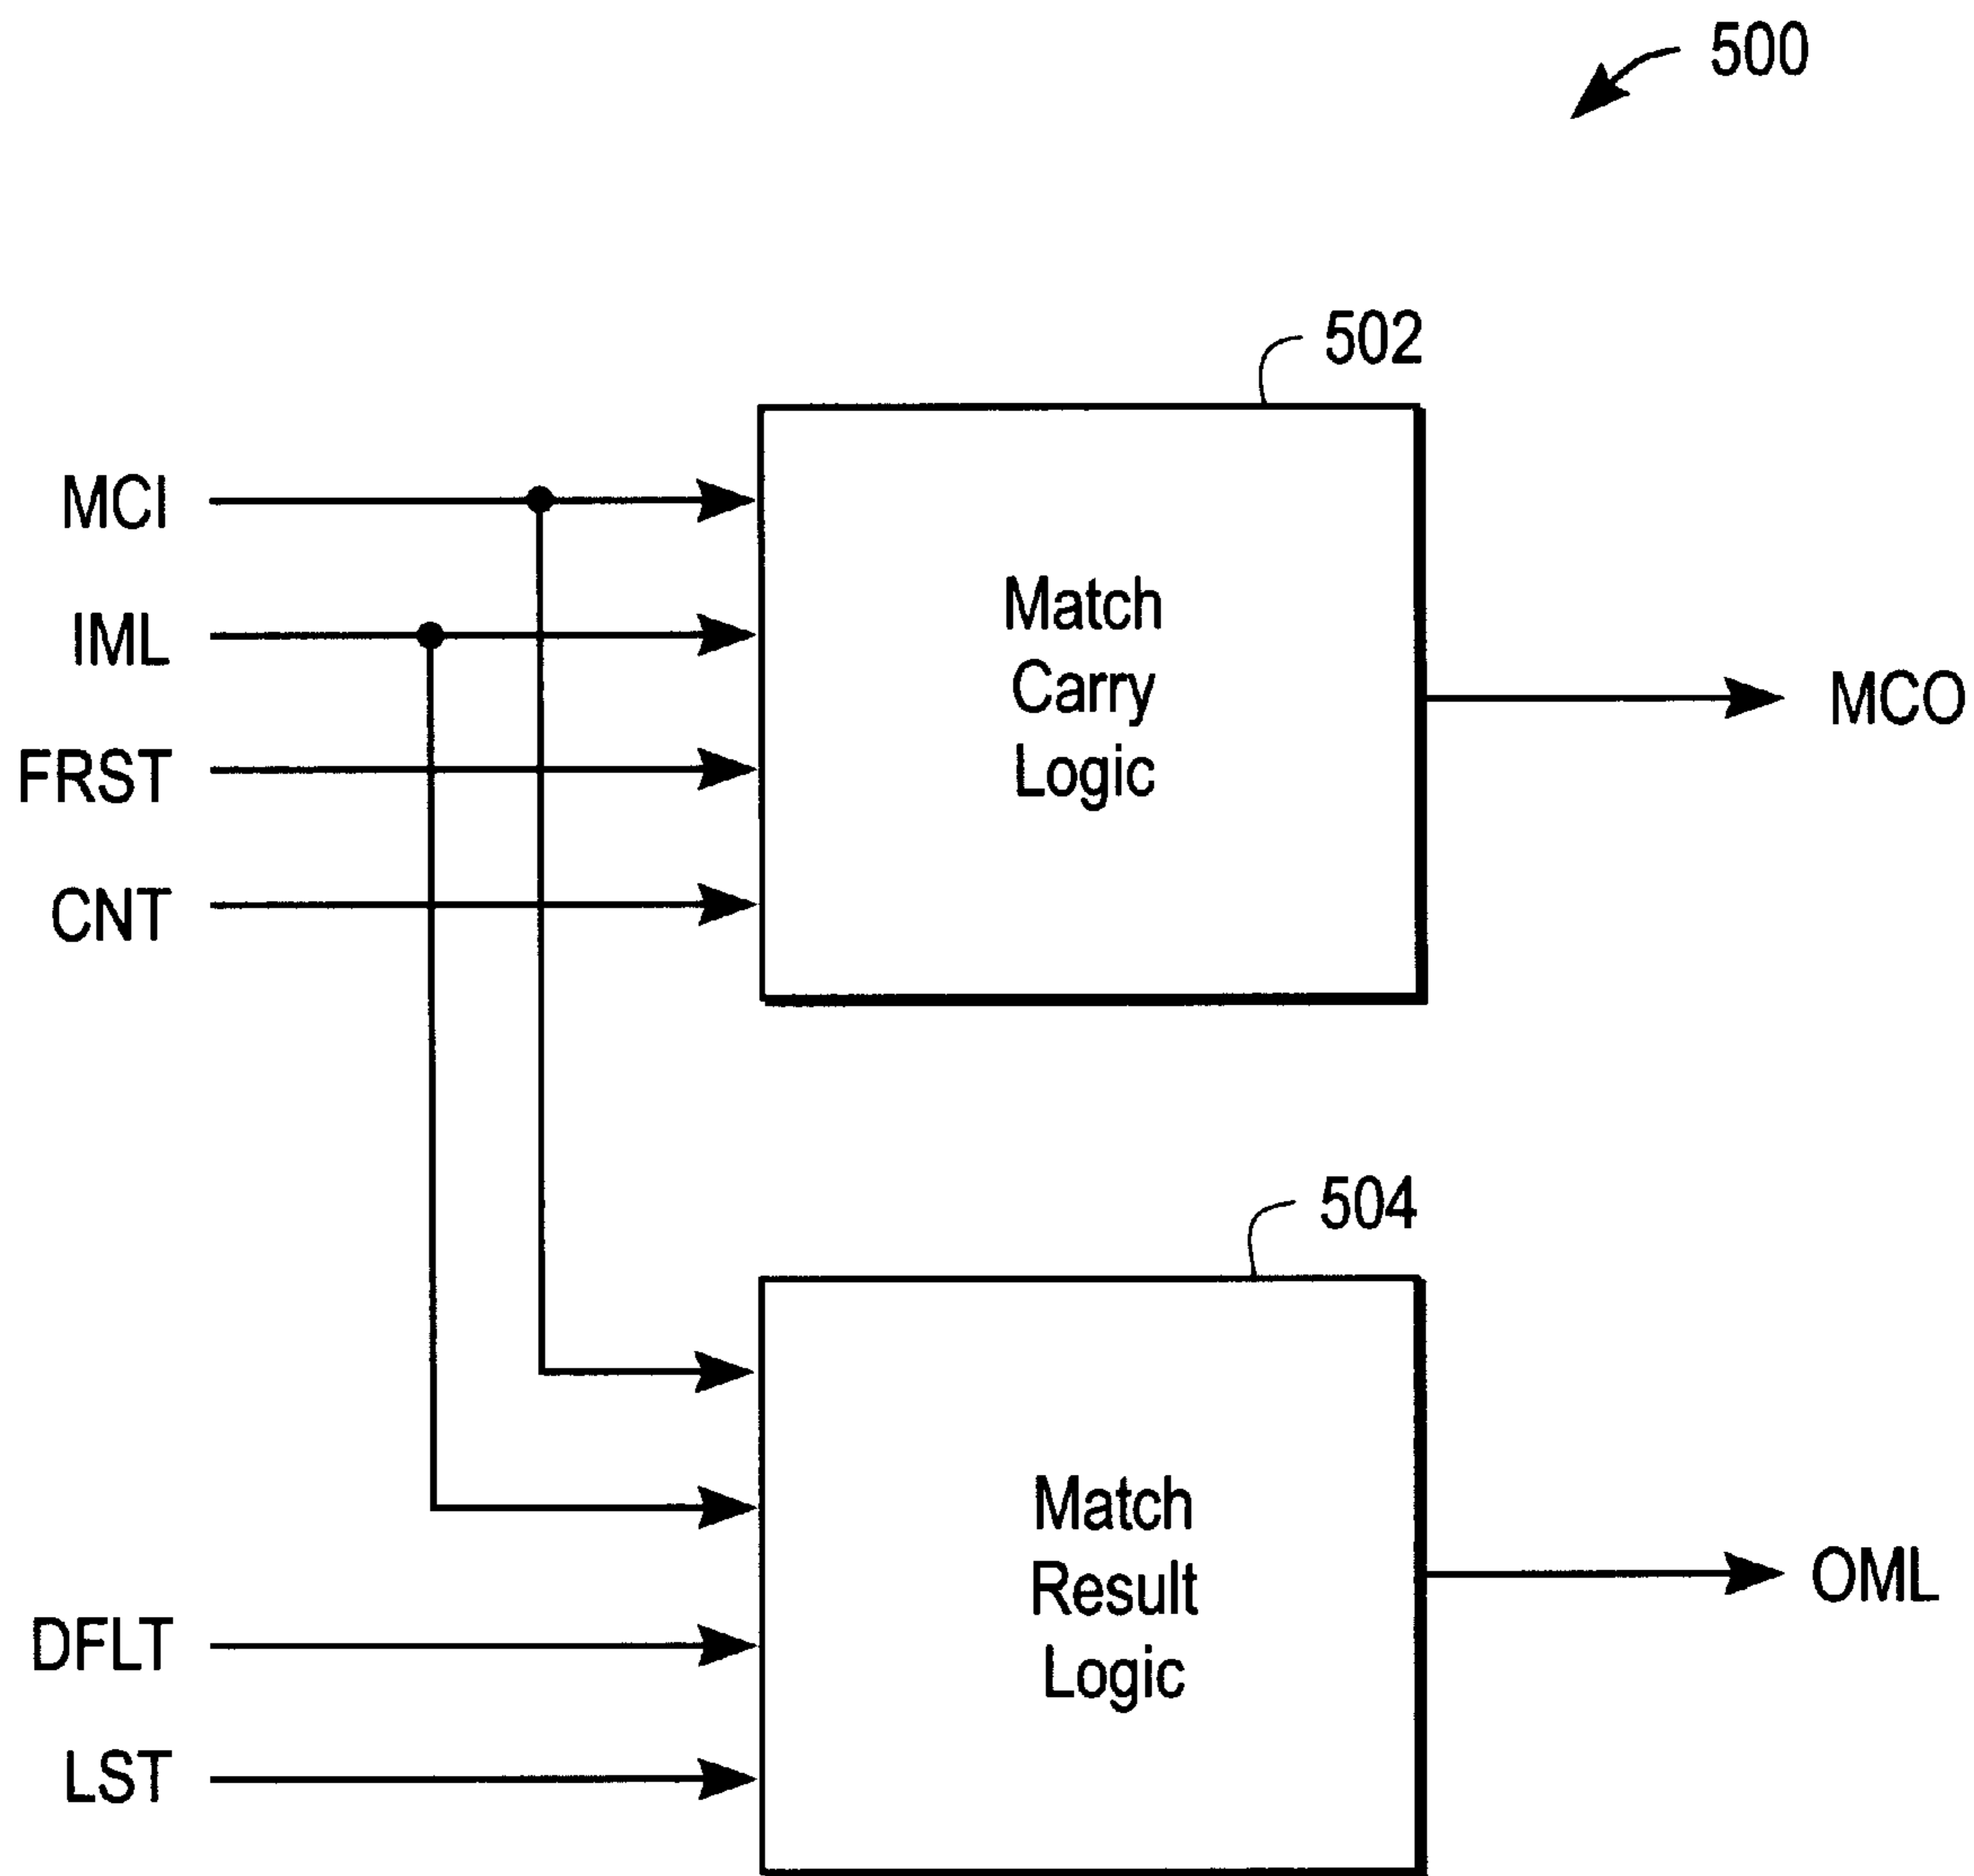 500
502
MCI
IML
FRST
CNT
Match
Carry
Logic
MCO
504
DFLT
LST
Match
Result
Logic
OML